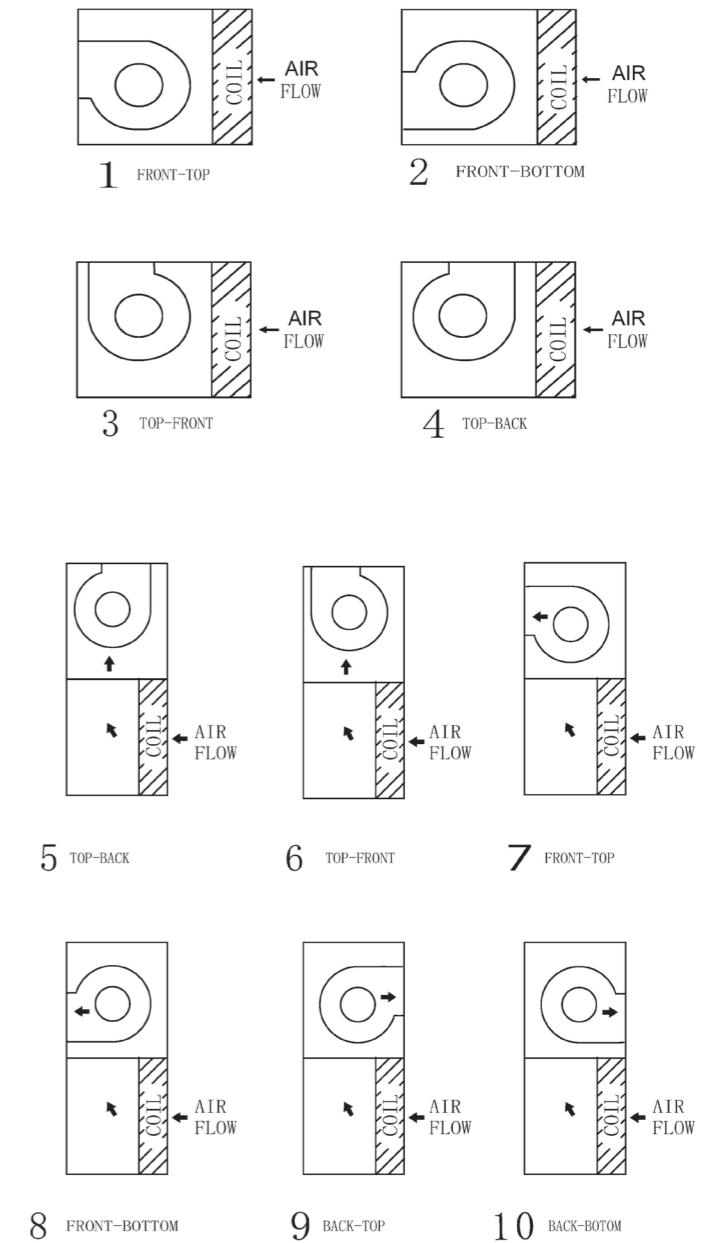 COIL
AIR
FLOW
COIL
AIR
FLOW
1 FRONT-TOP
2 FRONT-BOTTOM
COIL
AIR
FLOW
COIL
AIR
FLOW
3 TOP-FRONT
4 TOP-BACK
COIL
AIR
FLOW
COIL
AIR
FLOW
COIL
AIR
FLOW
5 TOP-BACK
6 TOP-FRONT
7 FRONT-TOP
COIL
AIR
FLOW
COIL
AIR
FLOW
COIL
AIR
FLOW
8 FRONT-BOTTOM
9 BACK-TOP
10 BACK-BOTOM